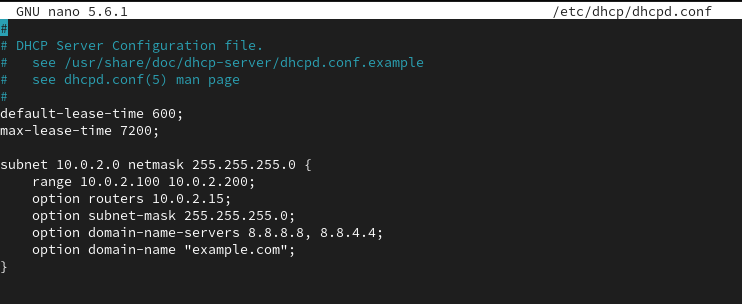 GNU nano 5.6.1 /etc/dhcp/dhcpd.conf
#
# DHCP Server Configuration file.
#   see /usr/share/doc/dhcp-server/dhcpd.conf.example
#   see dhcpd.conf(5) man page
#
default-lease-time 600;
max-lease-time 7200;

subnet 10.0.2.0 netmask 255.255.255.0 {
    range 10.0.2.100 10.0.2.200;
    option routers 10.0.2.15;
    option subnet-mask 255.255.255.0;
    option domain-name-servers 8.8.8.8, 8.8.4.4;
    option domain-name "example.com";
}